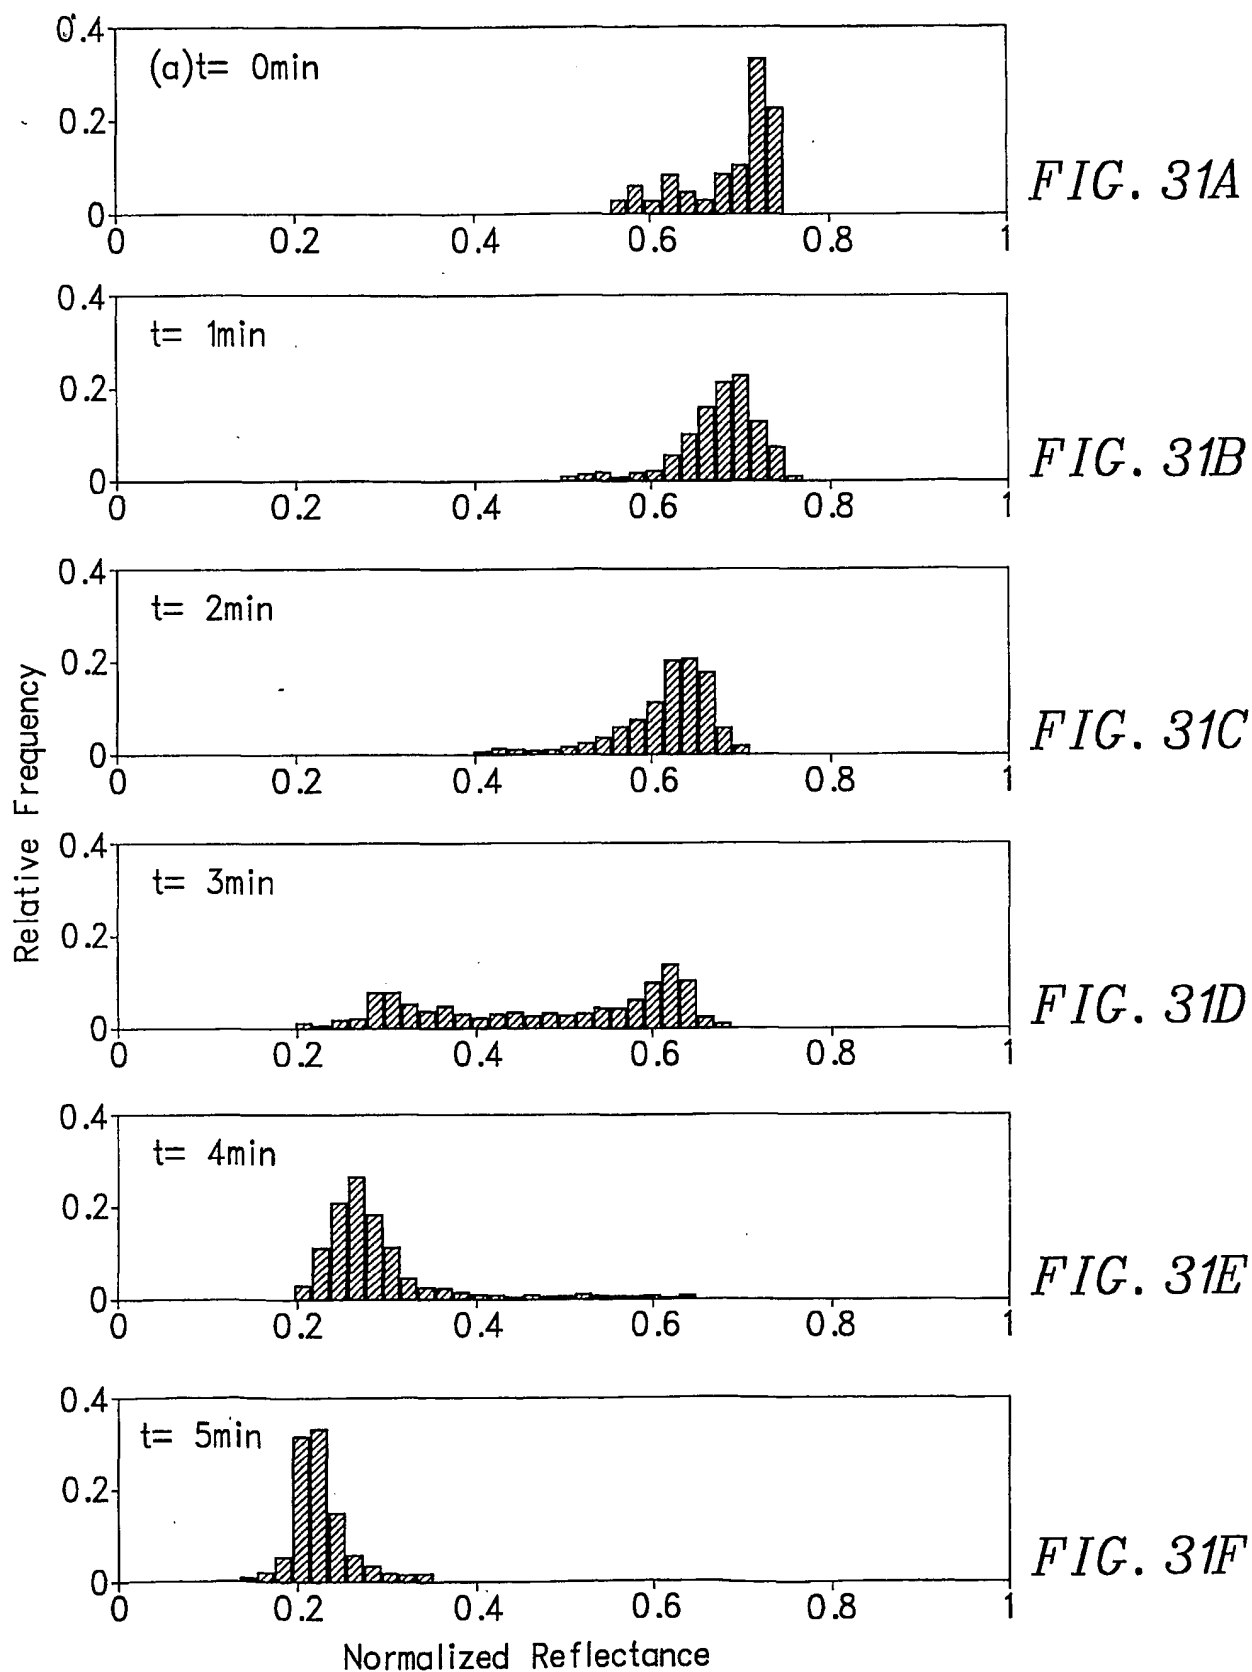 0.4
(a)t= 0min
0.2
0
0 0.2 0.4 0.6 0.8 1
FIG. 31A
0.4
t= 1min
0.2
0
0 0.2 0.4 0.6 0.8 1
FIG. 31B
0.4
t= 2min
0.2
0
0 0.2 0.4 0.6 0.8 1
FIG. 31C
Relative Frequency
0.4
t= 3min
0.2
0
0 0.2 0.4 0.6 0.8 1
FIG. 31D
0.4
t= 4min
0.2
0
0 0.2 0.4 0.6 0.8 1
FIG. 31E
0.4
t= 5min
0.2
0
0 0.2 0.4 0.6 0.8 1
FIG. 31F
Normalized Reflectance